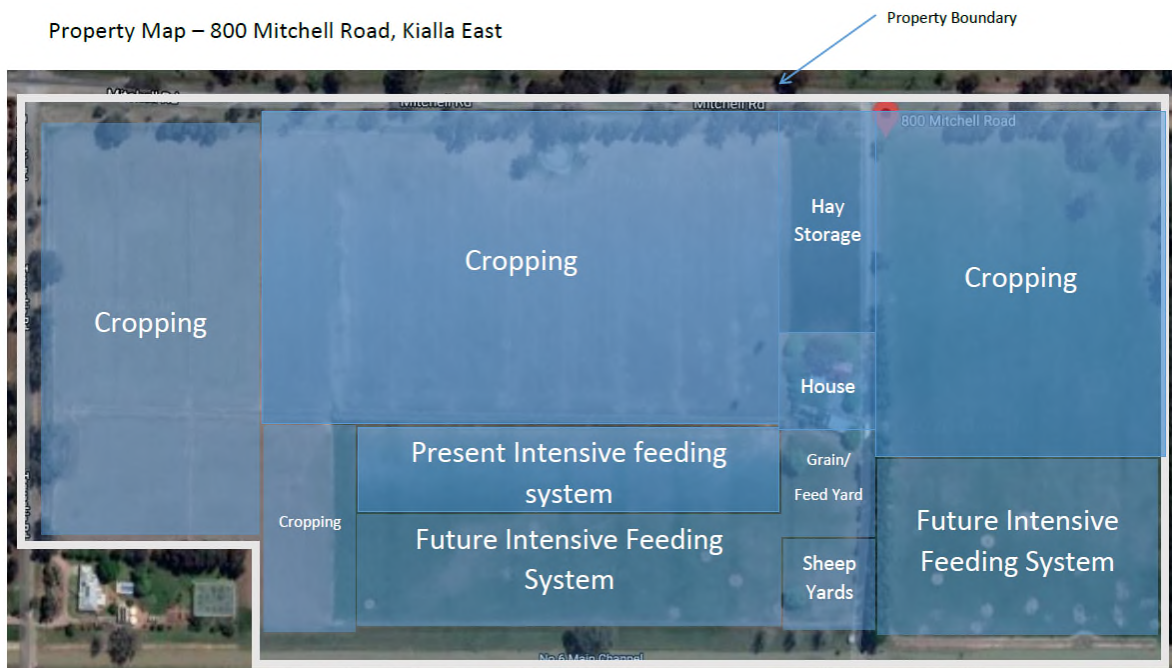 Property Map – 800 Mitchell Road, Kialla East
Property Boundary
Mitchell Rd
Mitchell Rd
Mitchell Rd
800 Mitchell Road
Hay
Storage
Cropping
Cropping
Cropping
House
Present Intensive feeding
system
Grain/
Feed Yard
Cropping
Future Intensive Feeding
System
Sheep
Yards
Future Intensive
Feeding System
No 6 Main Channel